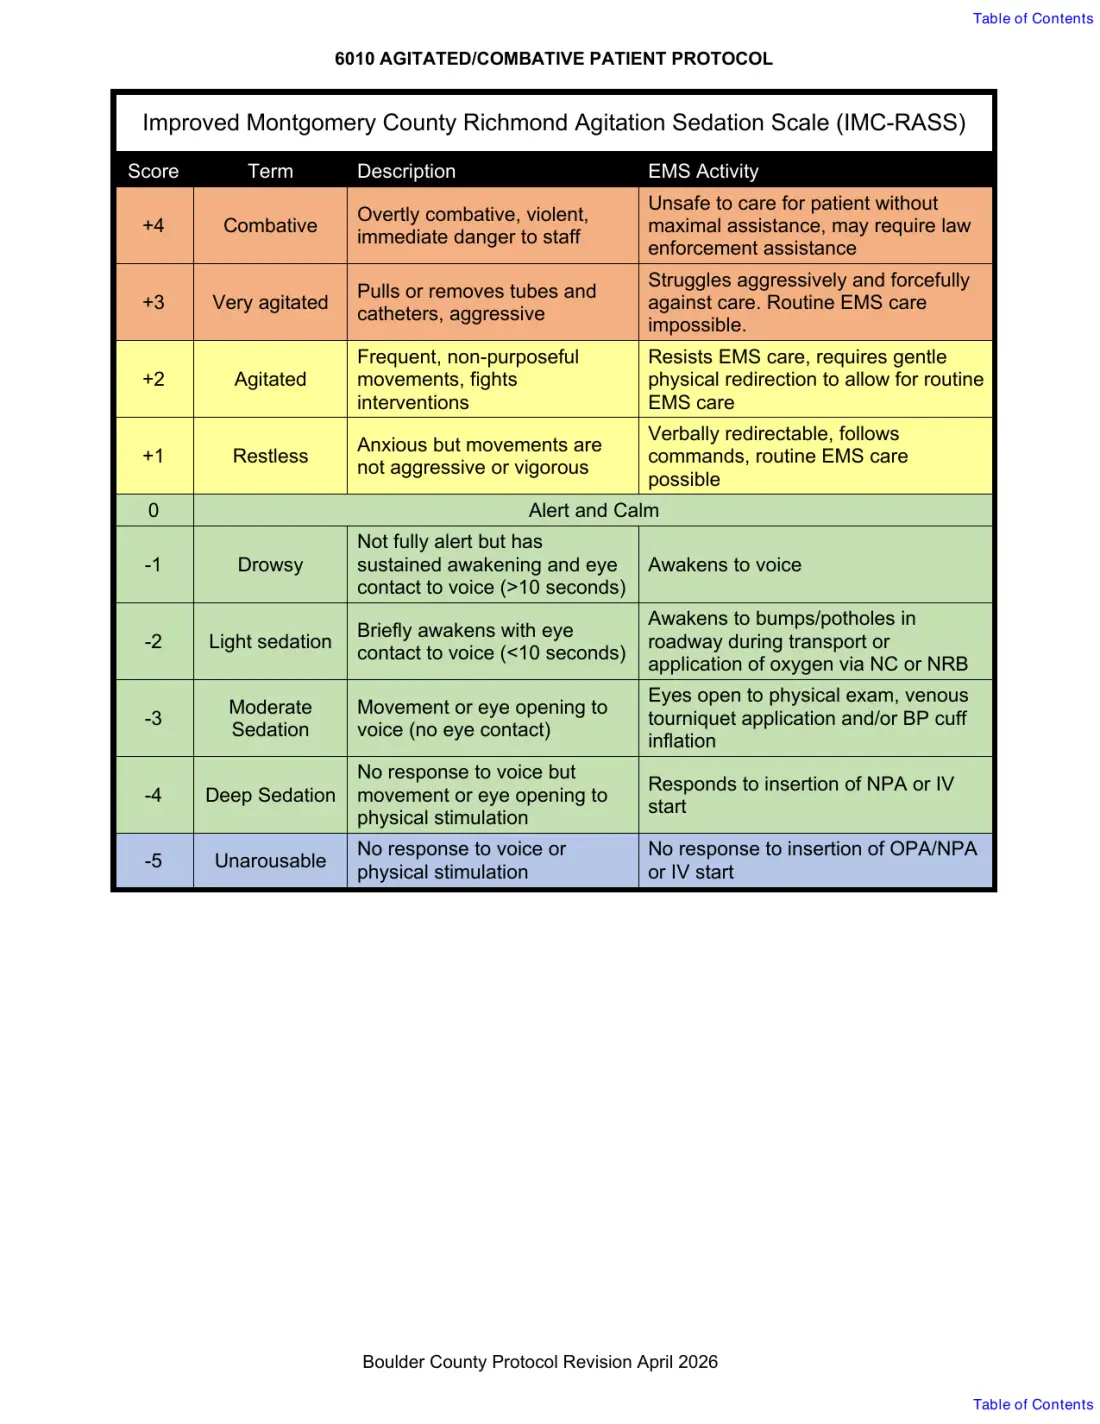 Table of Contents
6010 AGITATED/COMBATIVE PATIENT PROTOCOL
Improved Montgomery County Richmond Agitation Sedation Scale (IMC-RASS)
Score Term Description EMS Activity
+4
Combative
Overtly combative, violent,
immediate danger to staff
Unsafe to care for patient without
maximal assistance, may require law
enforcement assistance
+3
Very agitated
Pulls or removes tubes and
catheters, aggressive
Struggles aggressively and forcefully
against care. Routine EMS care
impossible.
+2
Agitated
Frequent, non-purposeful
movements, fights
interventions
Resists EMS care, requires gentle
physical redirection to allow for routine
EMS care
+1
Restless
Anxious but movements are
not aggressive or vigorous
Verbally redirectable, follows
commands, routine EMS care
possible
0
Alert and Calm
-1
Drowsy
Not fully alert but has
sustained awakening and eye
contact to voice (>10 seconds)
Awakens to voice
-2
Light sedation
Briefly awakens with eye
contact to voice (<10 seconds)
Awakens to bumps/potholes in
roadway during transport or
application of oxygen via NC or NRB
-3
Moderate
Sedation
Movement or eye opening to
voice (no eye contact)
Eyes open to physical exam, venous
tourniquet application and/or BP cuff
inflation
-4
Deep Sedation
No response to voice but
movement or eye opening to
physical stimulation
Responds to insertion of NPA or IV
start
-5
Unarousable
No response to voice or
physical stimulation
No response to insertion of OPA/NPA
or IV start
Boulder County Protocol Revision April 2026
Table of Contents